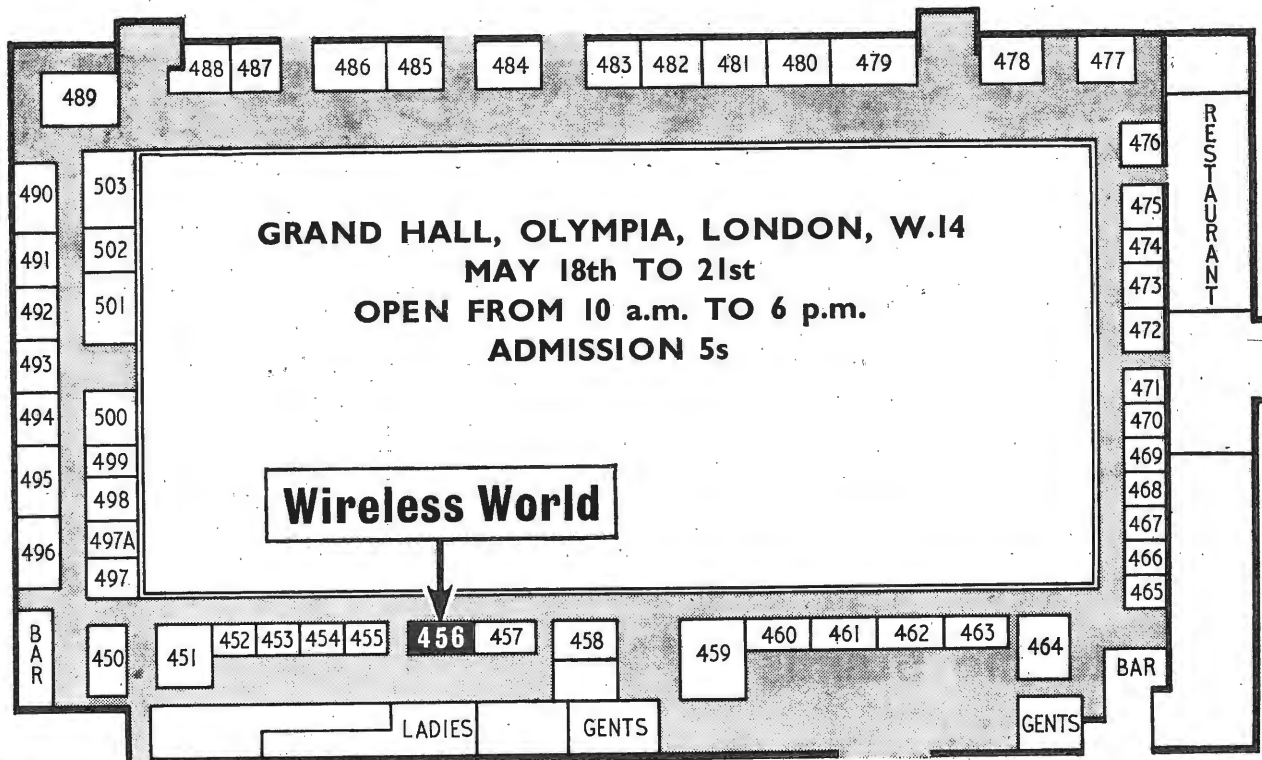 488 487 486 485 484 483 482 481 480 479 478 477
489
476
490 503
475
491 502
474
492 501
473
493
472
494 500
471
470
495 499
469
498
468
496 497A
467
497
466
465
RESTAURANT
GRAND HALL, OLYMPIA, LONDON, W.14
MAY 18th TO 21st
OPEN FROM 10 a.m. TO 6 p.m.
ADMISSION 5s
Wireless World
BAR
450 451 452 453 454 455 456 457 458 459 460 461 462 463 464
BAR
LADIES
GENTS
GENTS